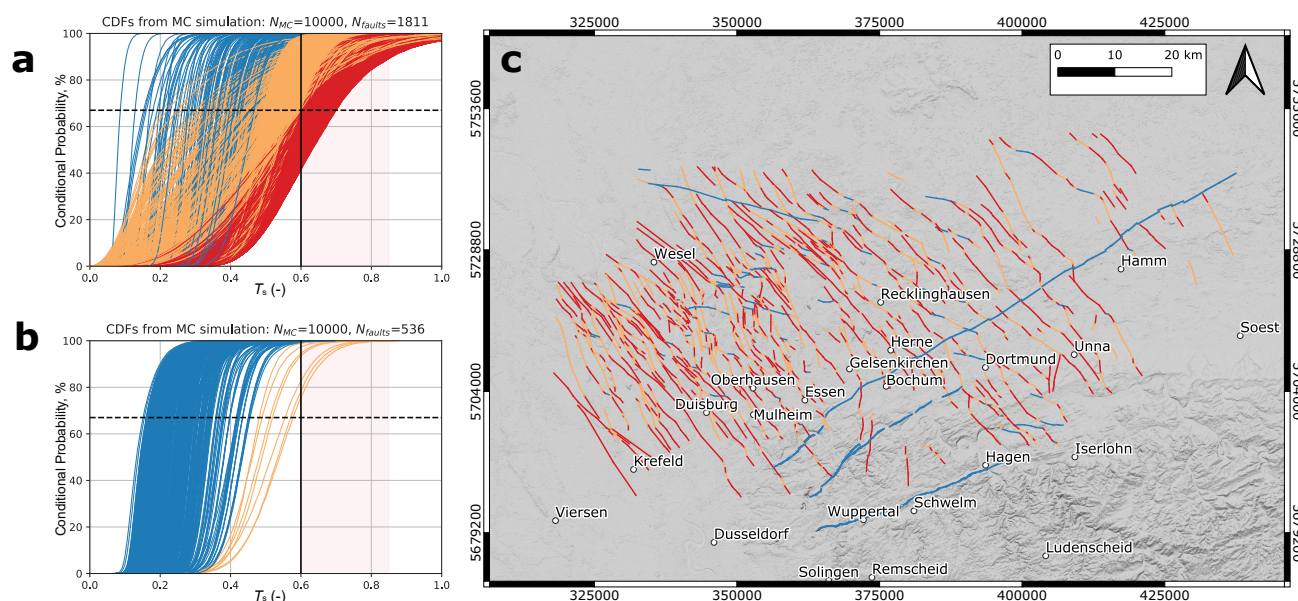 a
CDFs from MC simulation: N_MC=10000, N_faults=1811
Conditional Probability, %
100
80
60
40
20
0
0.0 0.2 0.4 0.6 0.8 1.0
T_s (-)
b
CDFs from MC simulation: N_MC=10000, N_faults=536
Conditional Probability, %
100
80
60
40
20
0
0.0 0.2 0.4 0.6 0.8 1.0
T_s (-)
c
325000 350000 375000 400000 425000
5753600
5728800
5704000
5679200
0 10 20 km
Wesel
Hamm
Recklinghausen
Soest
Herne
Unna
Gelsenkirchen
Dortmund
Oberhausen
Bochum
Essen
Duisburg
Mulheim
Iserlohn
Krefeld
Hagen
Schwelm
Viersen
Wuppertal
Dusseldorf
Ludenscheid
Solingen
Remscheid
5753600
5728800
5704000
5679200
325000 350000 375000 400000 425000